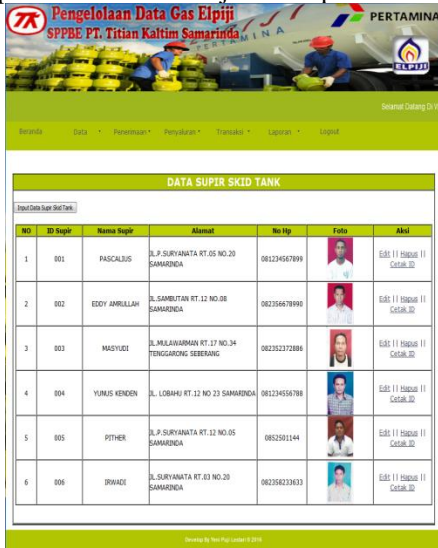 Pengelolaan Data Gas Elpiji
SPPBE PT. Titian Kaltim Samarinda
PERTAMINA
PERTAMINA
ELPIJI
Selamat Datang Di
Beranda Data Penerimaan Penyaluran Transaksi Laporan Logout
DATA SUPIR SKID TANK
Input Data Supir Skid Tank
NO ID Supir Nama Supir Alamat No Hp Foto Aksi
1 001 PASCALIUS JL.P.SURYANATA RT.05 NO.20 SAMARINDA 081234567899 Edit || Hapus || Cetak ID
2 002 EDDY AMRULLAH JL.SAMBUTAN RT.12 NO.08 SAMARINDA 082356678990 Edit || Hapus || Cetak ID
3 003 MASYUDI JL.MULAWARMAN RT.17 NO.34 TENGGARONG SEBERANG 082352372886 Edit || Hapus || Cetak ID
4 004 YUNUS KENDEN JL. LOBAHU RT.12 NO 23 SAMARINDA 081234556788 Edit || Hapus || Cetak ID
5 005 PITHER JL.P.SURYANATA RT.12 NO.05 SAMARINDA 0852501144 Edit || Hapus || Cetak ID
6 006 IRWADI JL.SURYANATA RT.03 NO.20 SAMARINDA 082358233633 Edit || Hapus || Cetak ID
Develop By Yesi Puji Lestari © 2016